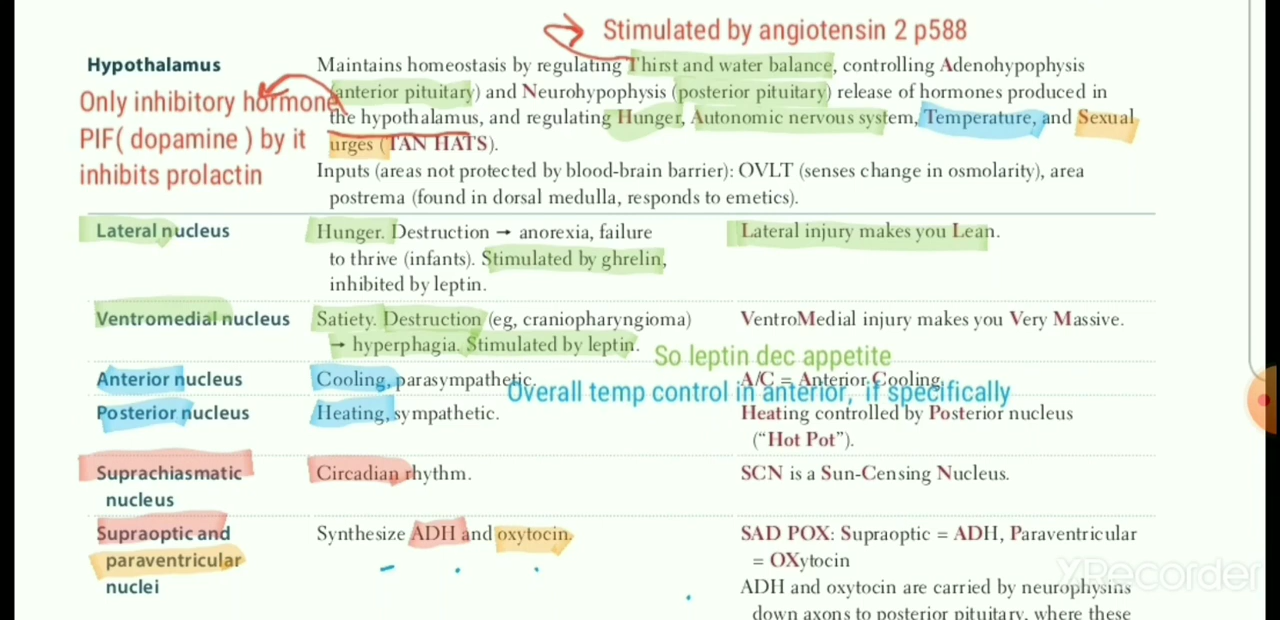 Stimulated by angiotensin 2 p588
Hypothalamus
Maintains homeostasis by regulating Thirst and water balance, controlling Adenohypophysis
(anterior pituitary) and Neurohypophysis (posterior pituitary) release of hormones produced in
the hypothalamus, and regulating Hunger, Autonomic nervous system, Temperature, and Sexual
urges (TAN HATS).
Only inhibitory hormone
PIF( dopamine ) by it
inhibits prolactin
Inputs (areas not protected by blood-brain barrier): OVLT (senses change in osmolarity), area
postrema (found in dorsal medulla, responds to emetics).
Lateral nucleus
Hunger. Destruction → anorexia, failure
to thrive (infants). Stimulated by ghrelin,
inhibited by leptin.
Lateral injury makes you Lean.
Ventromedial nucleus
Satiety. Destruction (eg, craniopharyngioma)
→ hyperphagia. Stimulated by leptin.
VentroMedial injury makes you Very Massive.
So leptin dec appetite
Anterior nucleus
Cooling, parasympathetic.
A/C = Anterior Cooling.
Overall temp control in anterior, if specifically
Posterior nucleus
Heating, sympathetic.
Heating controlled by Posterior nucleus
(“Hot Pot”).
Suprachiasmatic
nucleus
Circadian rhythm.
SCN is a Sun-Censing Nucleus.
Supraoptic and
paraventricular
nuclei
Synthesize ADH and oxytocin.
SAD POX: Supraoptic = ADH, Paraventricular
= OXytocin
ADH and oxytocin are carried by neurophysins
down axons to posterior pituitary, where these
XRecorder